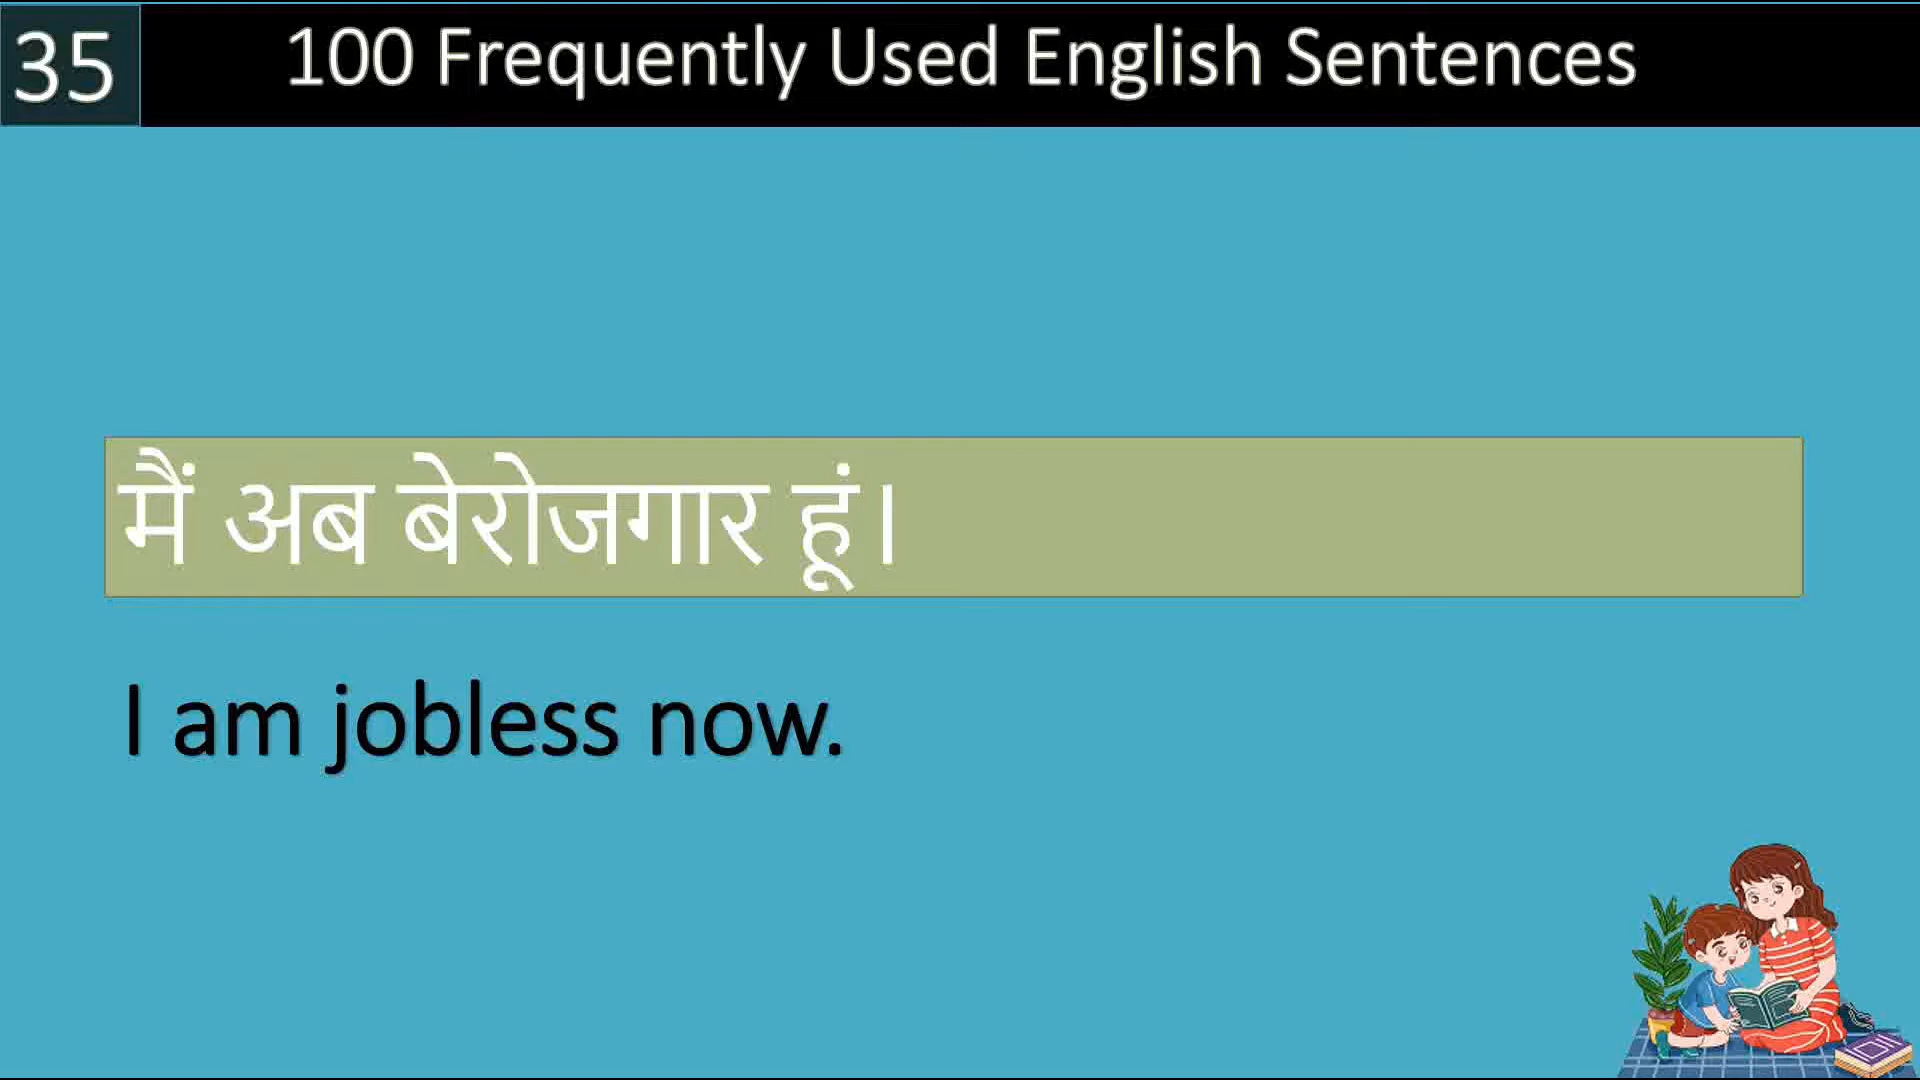 35
100 Frequently Used English Sentences
मैं अब बेरोजगार हूं।
I am jobless now.